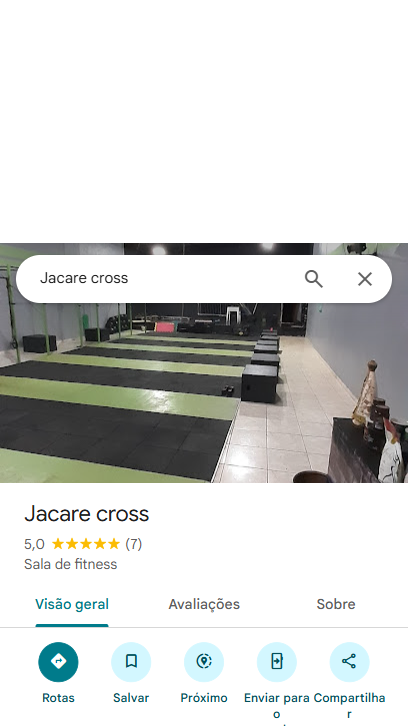 Jacare cross
Jacare cross
5,0 (7)
Sala de fitness
Visão geral Avaliações Sobre
Rotas Salvar Próximo Enviar para o Compartilhar